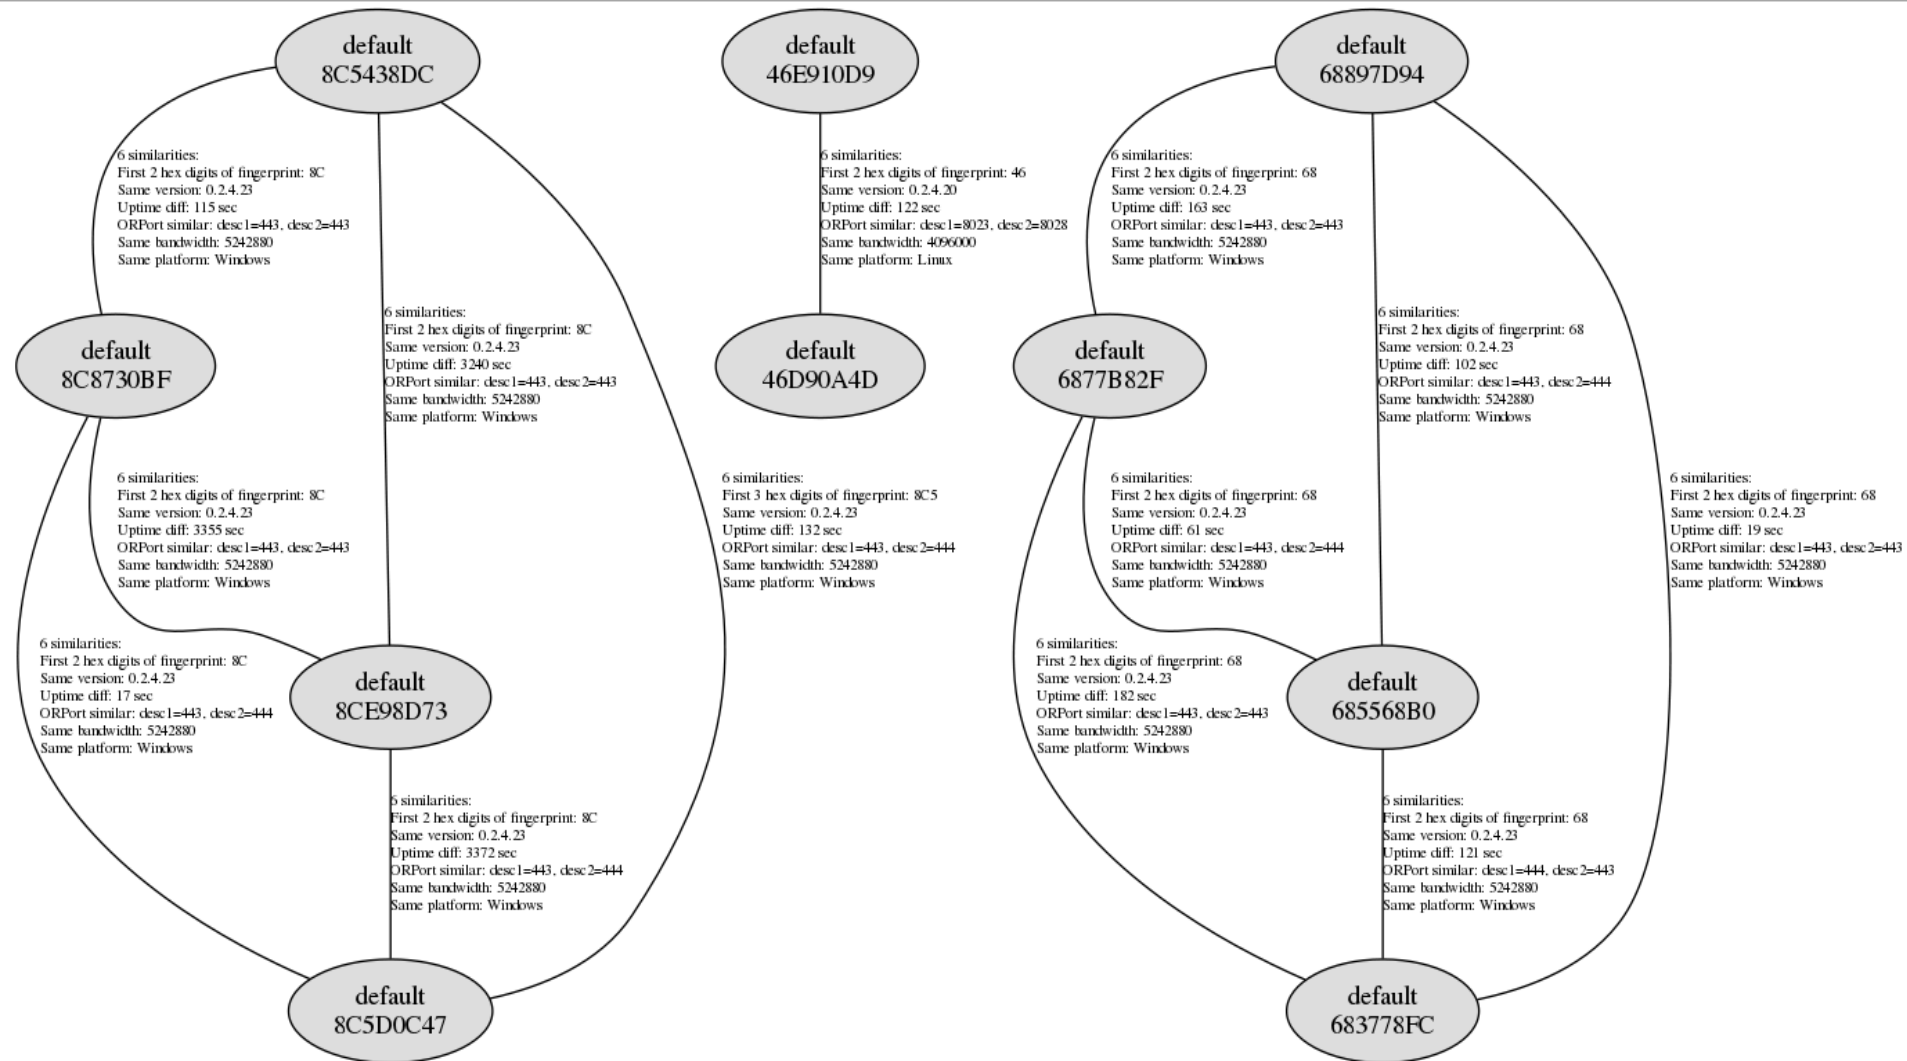 default
8C5438DC
default
46E910D9
default
68897D94
6 similarities:
First 2 hex digits of fingerprint: 8C
Same version: 0.2.4.23
Uptime diff: 115 sec
ORPort similar: desc1=443, desc2=443
Same bandwidth: 5242880
Same platform: Windows
6 similarities:
First 2 hex digits of fingerprint: 46
Same version: 0.2.4.20
Uptime diff: 122 sec
ORPort similar: desc1=8023, desc2=8028
Same bandwidth: 4096000
Same platform: Linux
6 similarities:
First 2 hex digits of fingerprint: 68
Same version: 0.2.4.23
Uptime diff: 163 sec
ORPort similar: desc1=443, desc2=443
Same bandwidth: 5242880
Same platform: Windows
6 similarities:
First 2 hex digits of fingerprint: 8C
Same version: 0.2.4.23
Uptime diff: 3240 sec
ORPort similar: desc1=443, desc2=443
Same bandwidth: 5242880
Same platform: Windows
6 similarities:
First 2 hex digits of fingerprint: 68
Same version: 0.2.4.23
Uptime diff: 102 sec
ORPort similar: desc1=443, desc2=444
Same bandwidth: 5242880
Same platform: Windows
default
8C8730BF
default
46D90A4D
default
6877B82F
6 similarities:
First 2 hex digits of fingerprint: 8C
Same version: 0.2.4.23
Uptime diff: 3355 sec
ORPort similar: desc1=443, desc2=443
Same bandwidth: 5242880
Same platform: Windows
6 similarities:
First 3 hex digits of fingerprint: 8C5
Same version: 0.2.4.23
Uptime diff: 132 sec
ORPort similar: desc1=443, desc2=444
Same bandwidth: 5242880
Same platform: Windows
6 similarities:
First 2 hex digits of fingerprint: 68
Same version: 0.2.4.23
Uptime diff: 61 sec
ORPort similar: desc1=443, desc2=444
Same bandwidth: 5242880
Same platform: Windows
6 similarities:
First 2 hex digits of fingerprint: 68
Same version: 0.2.4.23
Uptime diff: 19 sec
ORPort similar: desc1=443, desc2=443
Same bandwidth: 5242880
Same platform: Windows
6 similarities:
First 2 hex digits of fingerprint: 8C
Same version: 0.2.4.23
Uptime diff: 17 sec
ORPort similar: desc1=443, desc2=444
Same bandwidth: 5242880
Same platform: Windows
default
8CE98D73
6 similarities:
First 2 hex digits of fingerprint: 68
Same version: 0.2.4.23
Uptime diff: 182 sec
ORPort similar: desc1=443, desc2=443
Same bandwidth: 5242880
Same platform: Windows
default
685568B0
6 similarities:
First 2 hex digits of fingerprint: 8C
Same version: 0.2.4.23
Uptime diff: 3372 sec
ORPort similar: desc1=443, desc2=444
Same bandwidth: 5242880
Same platform: Windows
6 similarities:
First 2 hex digits of fingerprint: 68
Same version: 0.2.4.23
Uptime diff: 121 sec
ORPort similar: desc1=444, desc2=443
Same bandwidth: 5242880
Same platform: Windows
default
8C5D0C47
default
683778FC